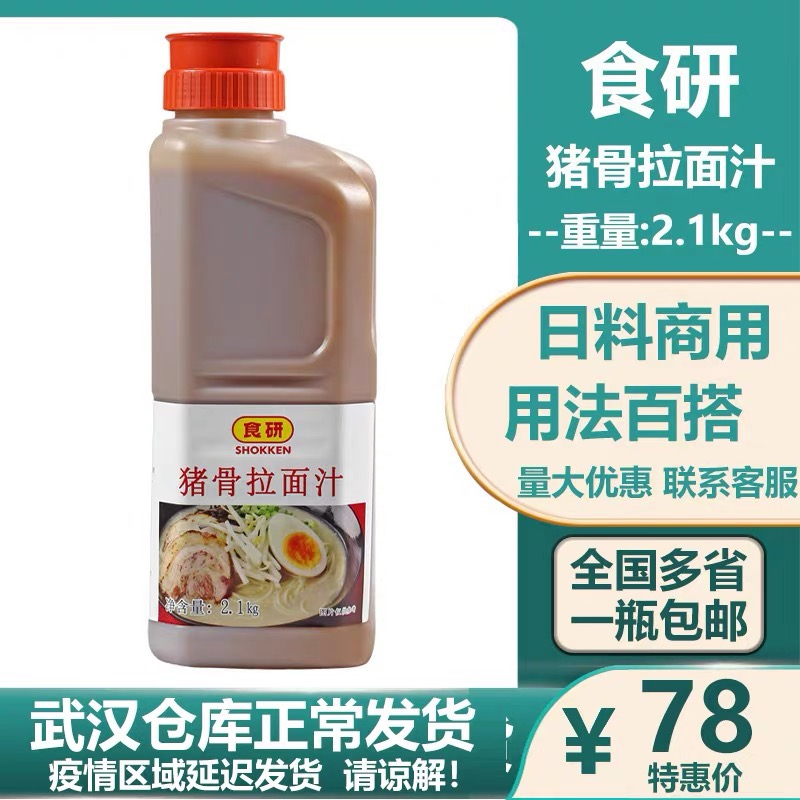 食研
猪骨拉面汁
--重量:2.1kg--
日料商用
用法百搭
量大优惠 联系客服
食研
SHOKKEN
猪骨拉面汁
净含量: 2.1kg
全国多省
一瓶包邮
武汉仓库正常发货
疫情区域延迟发货 请谅解!
¥78
特惠价